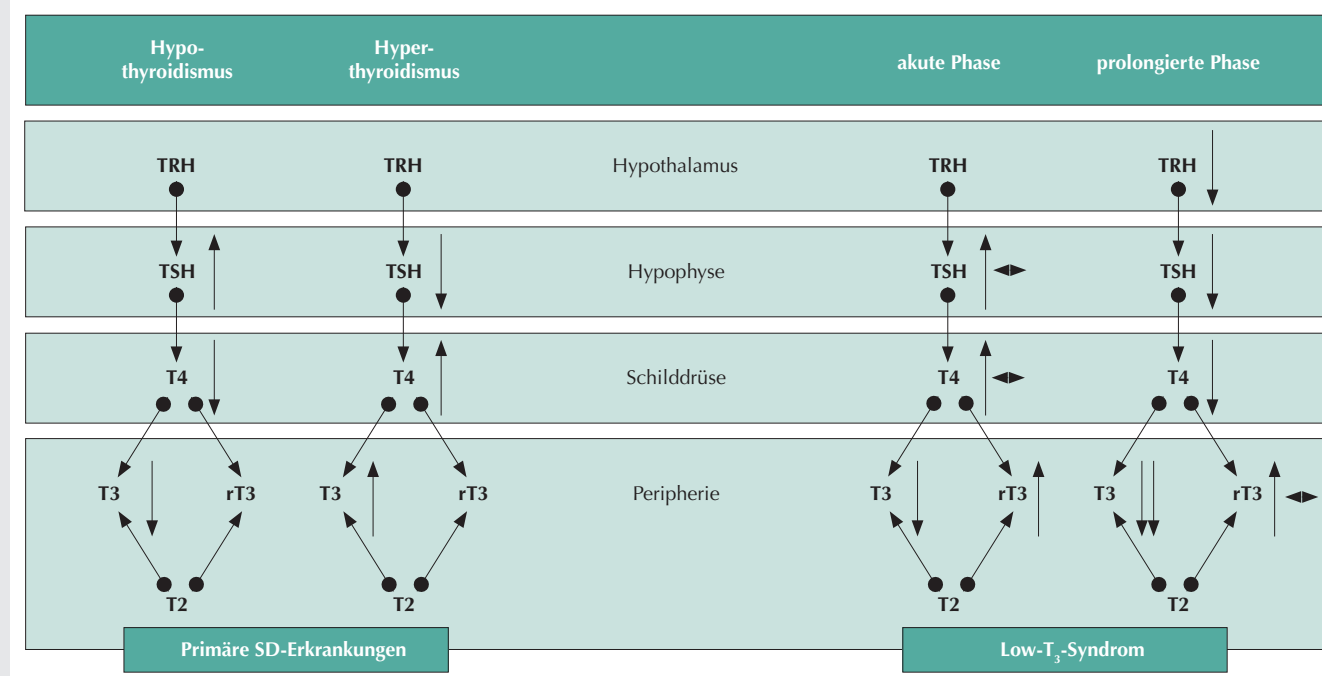 Hypo-
thyroidismus
Hyper-
thyroidismus
akute Phase
prolongierte Phase
TRH
TRH
Hypothalamus
TRH
TRH
TSH
TSH
Hypophyse
TSH
TSH
T4
T4
Schilddrüse
T4
T4
T3
rT3
T3
rT3
Peripherie
T3
rT3
T3
rT3
T2
T2
T2
T2
Primäre SD-Erkrankungen
Low-T₃-Syndrom